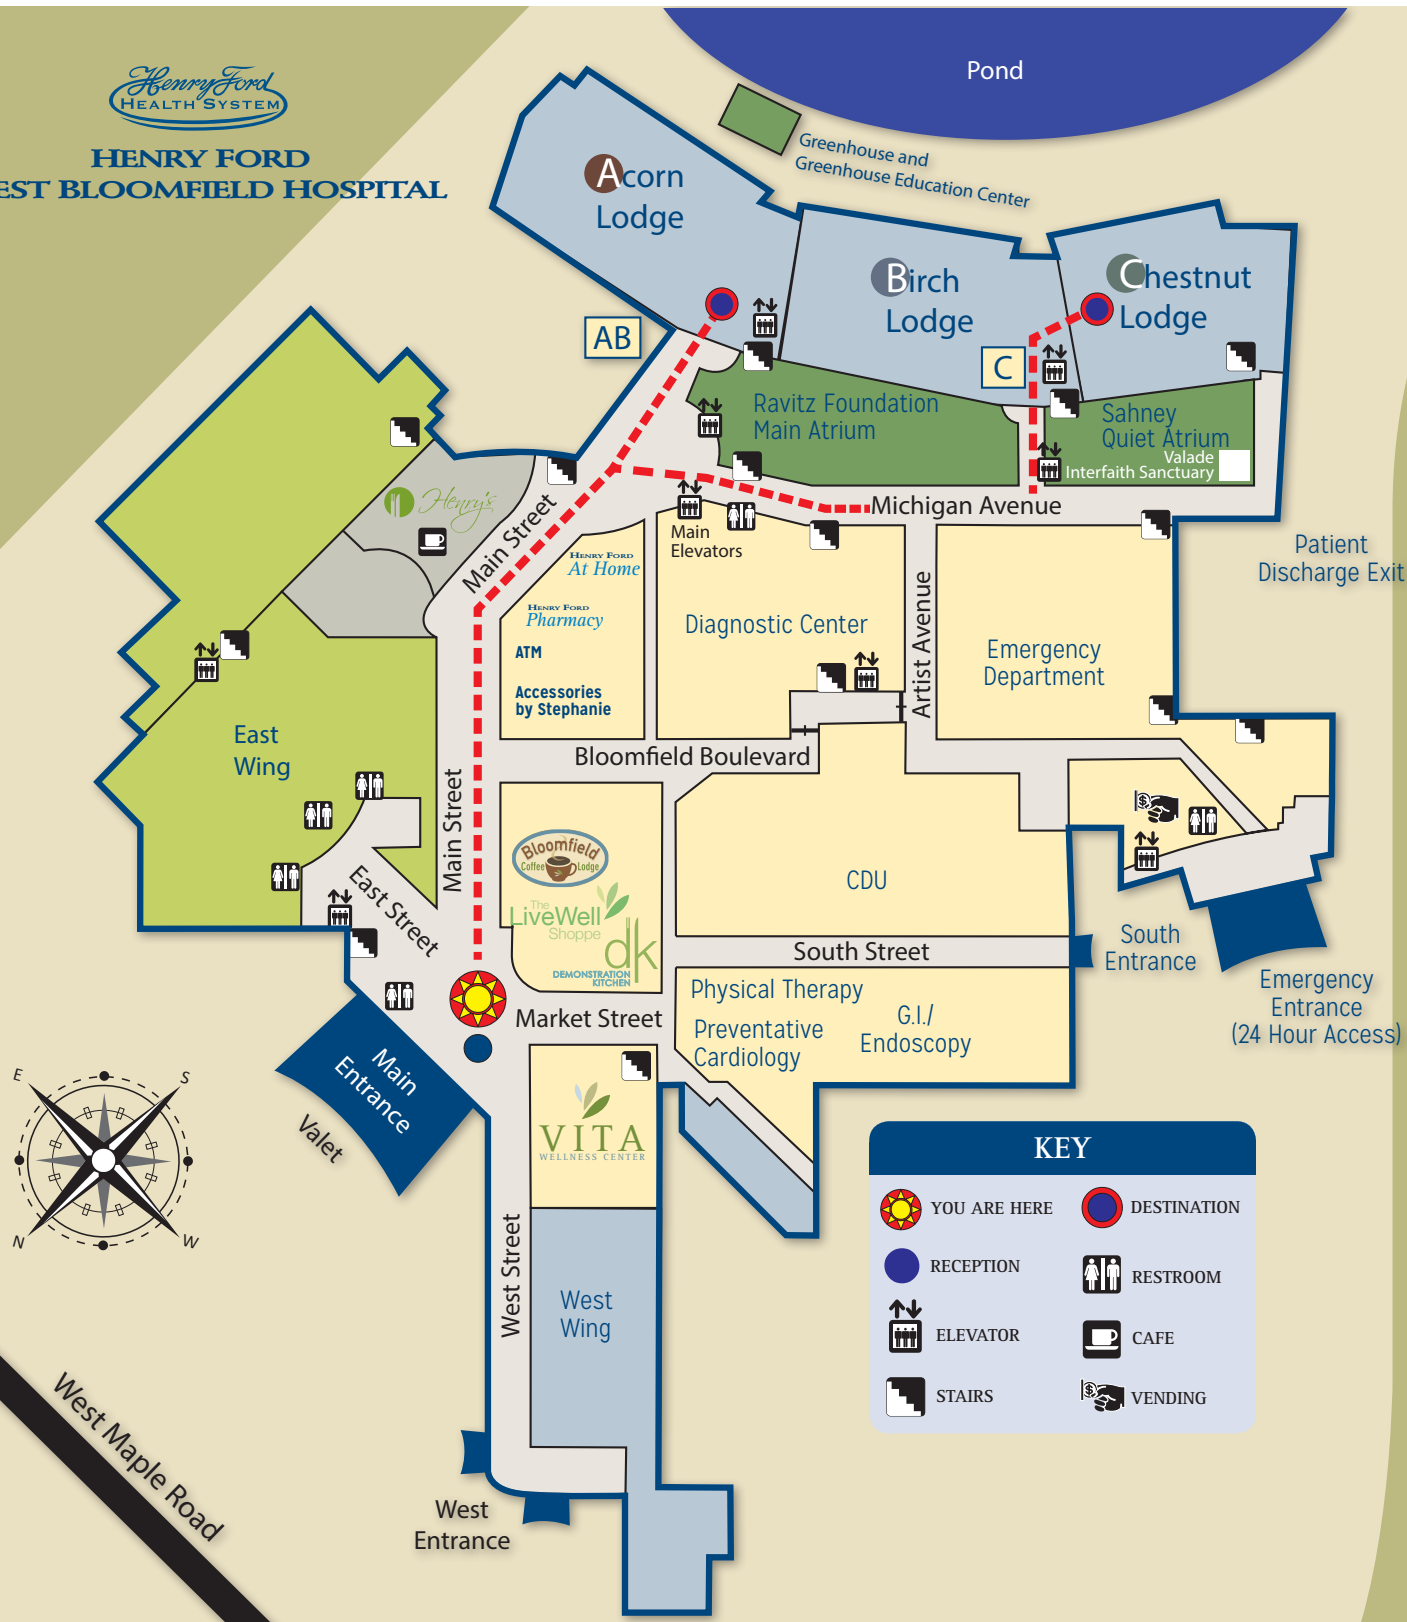 Pond
Henry Ford
HEALTH SYSTEM
HENRY FORD
EST BLOOMFIELD HOSPITAL
Greenhouse and
Greenhouse Education Center
Acorn
Lodge
Birch
Lodge
Chestnut
Lodge
AB
C
Ravitz Foundation
Main Atrium
Sahney
Quiet Atrium
Valade
Interfaith Sanctuary
Henry's
Main Street
Michigan Avenue
Main
Elevators
Patient
Discharge Exit
HENRY FORD
At Home
HENRY FORD
Pharmacy
ATM
Accessories
by Stephanie
Diagnostic Center
Artist Avenue
Emergency
Department
East
Wing
Bloomfield Boulevard
Main Street
Bloomfield
Coffee Lodge
The
LiveWell
Shoppe
dk
DEMONSTRATION
KITCHEN
CDU
East Street
South Street
South
Entrance
Emergency
Entrance
(24 Hour Access)
Physical Therapy
Preventative
Cardiology
G.I./
Endoscopy
Market Street
Main
Entrance
Valet
E
S
N
W
VITA
WELLNESS CENTER
West Street
West
Wing
West
Entrance
West Maple Road
KEY
YOU ARE HERE
DESTINATION
RECEPTION
RESTROOM
ELEVATOR
CAFE
STAIRS
VENDING